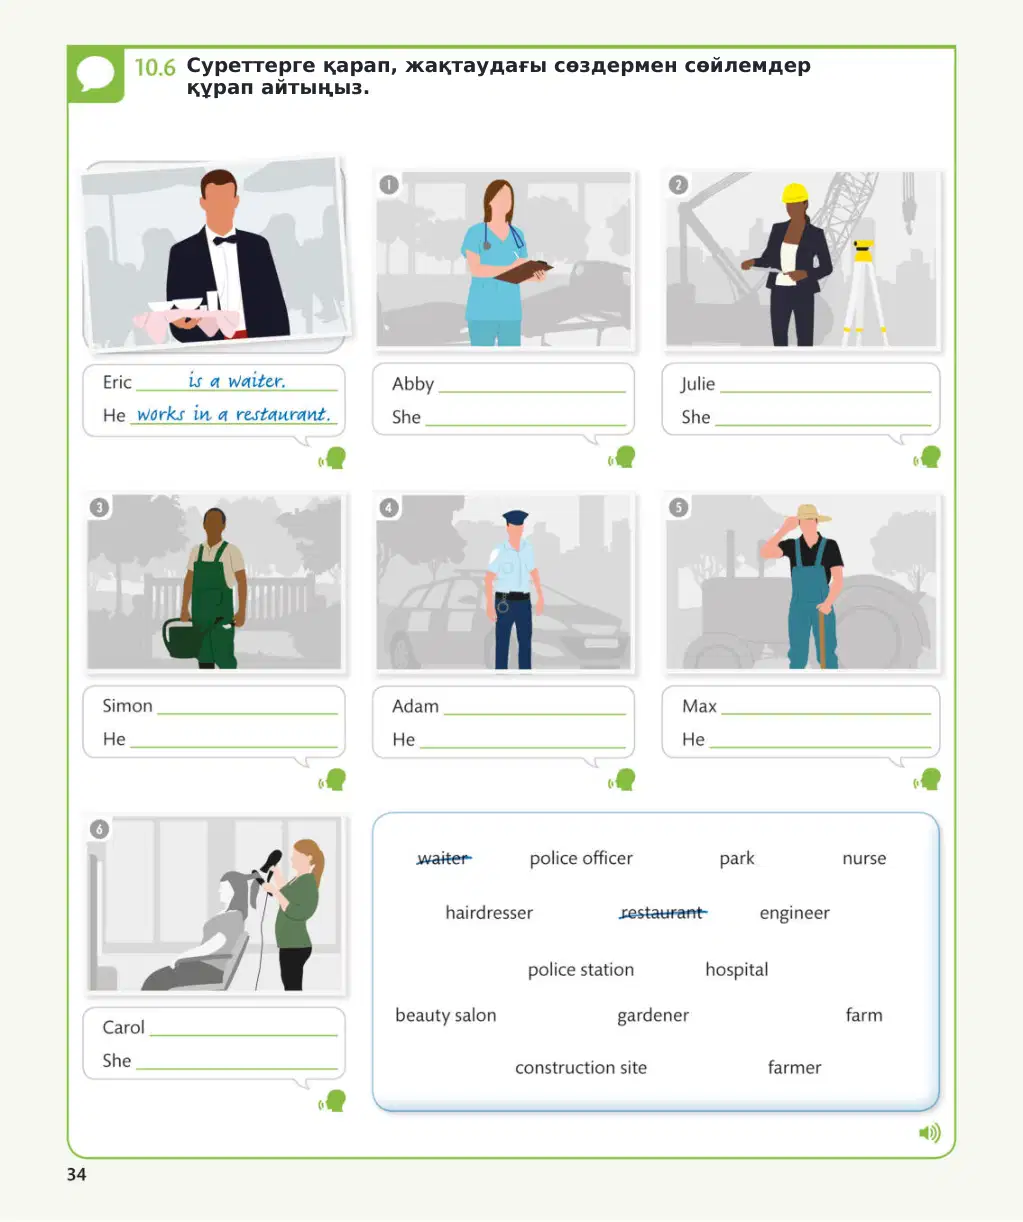 10.6 Суреттерге қарап, жақтаудағы сөздермен сөйлемдер
құрап айтыңыз.
1
2
Eric is a waiter.
He works in a restaurant.
Abby
She
Julie
She
3
4
5
Simon
He
Adam
He
Max
He
6
Carol
She
waiter police officer park nurse
hairdresser restaurant engineer
police station hospital
beauty salon gardener farm
construction site farmer
34